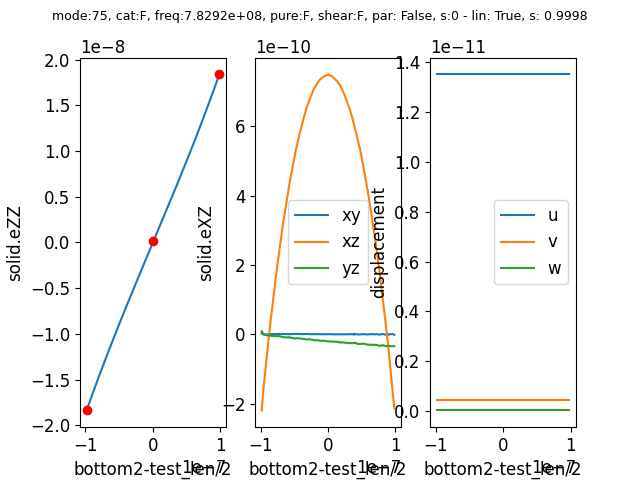 mode:75, cat:F, freq:7.8292e+08, pure:F, shear:F, par: False, s:0 - lin: True, s: 0.9998
1e−8
2.0
1.5
1.0
0.5
0.0
−0.5
−1.0
−1.5
−2.0
solid.eZZ
−1
0
1
1e−7
bottom2-test_len/2
1e−10
6
4
2
0
−2
solid.eXZ
xy
xz
yz
−1
0
1
1e−7
bottom2-test_len/2
1e−11
1.4
1.2
1.0
0.8
0.6
0.4
0.2
0.0
displacement
u
v
w
−1
0
1
1e−7
bottom2-test_len/2